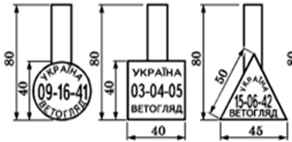 80
40
УКРАЇНА
09-16-41
ВЕТОГЛЯД
80
40
УКРАЇНА
03-04-05
ВЕТОГЛЯД
40
80
50
УКРАЇНА
15-06-42
ВЕТОГЛЯД
45